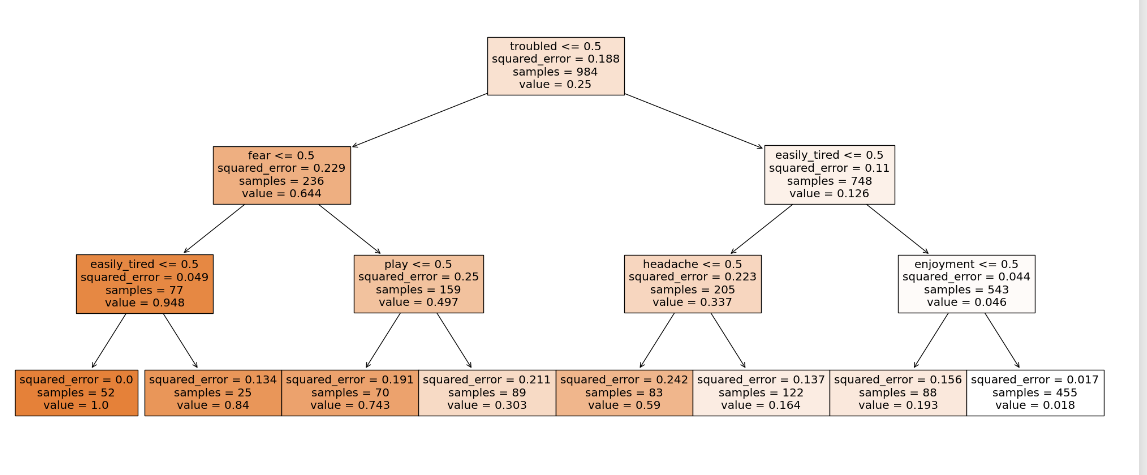 troubled <= 0.5
squared_error = 0.188
samples = 984
value = 0.25
fear <= 0.5
squared_error = 0.229
samples = 236
value = 0.644
easily_tired <= 0.5
squared_error = 0.11
samples = 748
value = 0.126
easily_tired <= 0.5
squared_error = 0.049
samples = 77
value = 0.948
play <= 0.5
squared_error = 0.25
samples = 159
value = 0.497
headache <= 0.5
squared_error = 0.223
samples = 205
value = 0.337
enjoyment <= 0.5
squared_error = 0.044
samples = 543
value = 0.046
squared_error = 0.0
samples = 52
value = 1.0
squared_error = 0.134
samples = 25
value = 0.84
squared_error = 0.191
samples = 70
value = 0.743
squared_error = 0.211
samples = 89
value = 0.303
squared_error = 0.242
samples = 83
value = 0.59
squared_error = 0.137
samples = 122
value = 0.164
squared_error = 0.156
samples = 88
value = 0.193
squared_error = 0.017
samples = 455
value = 0.018